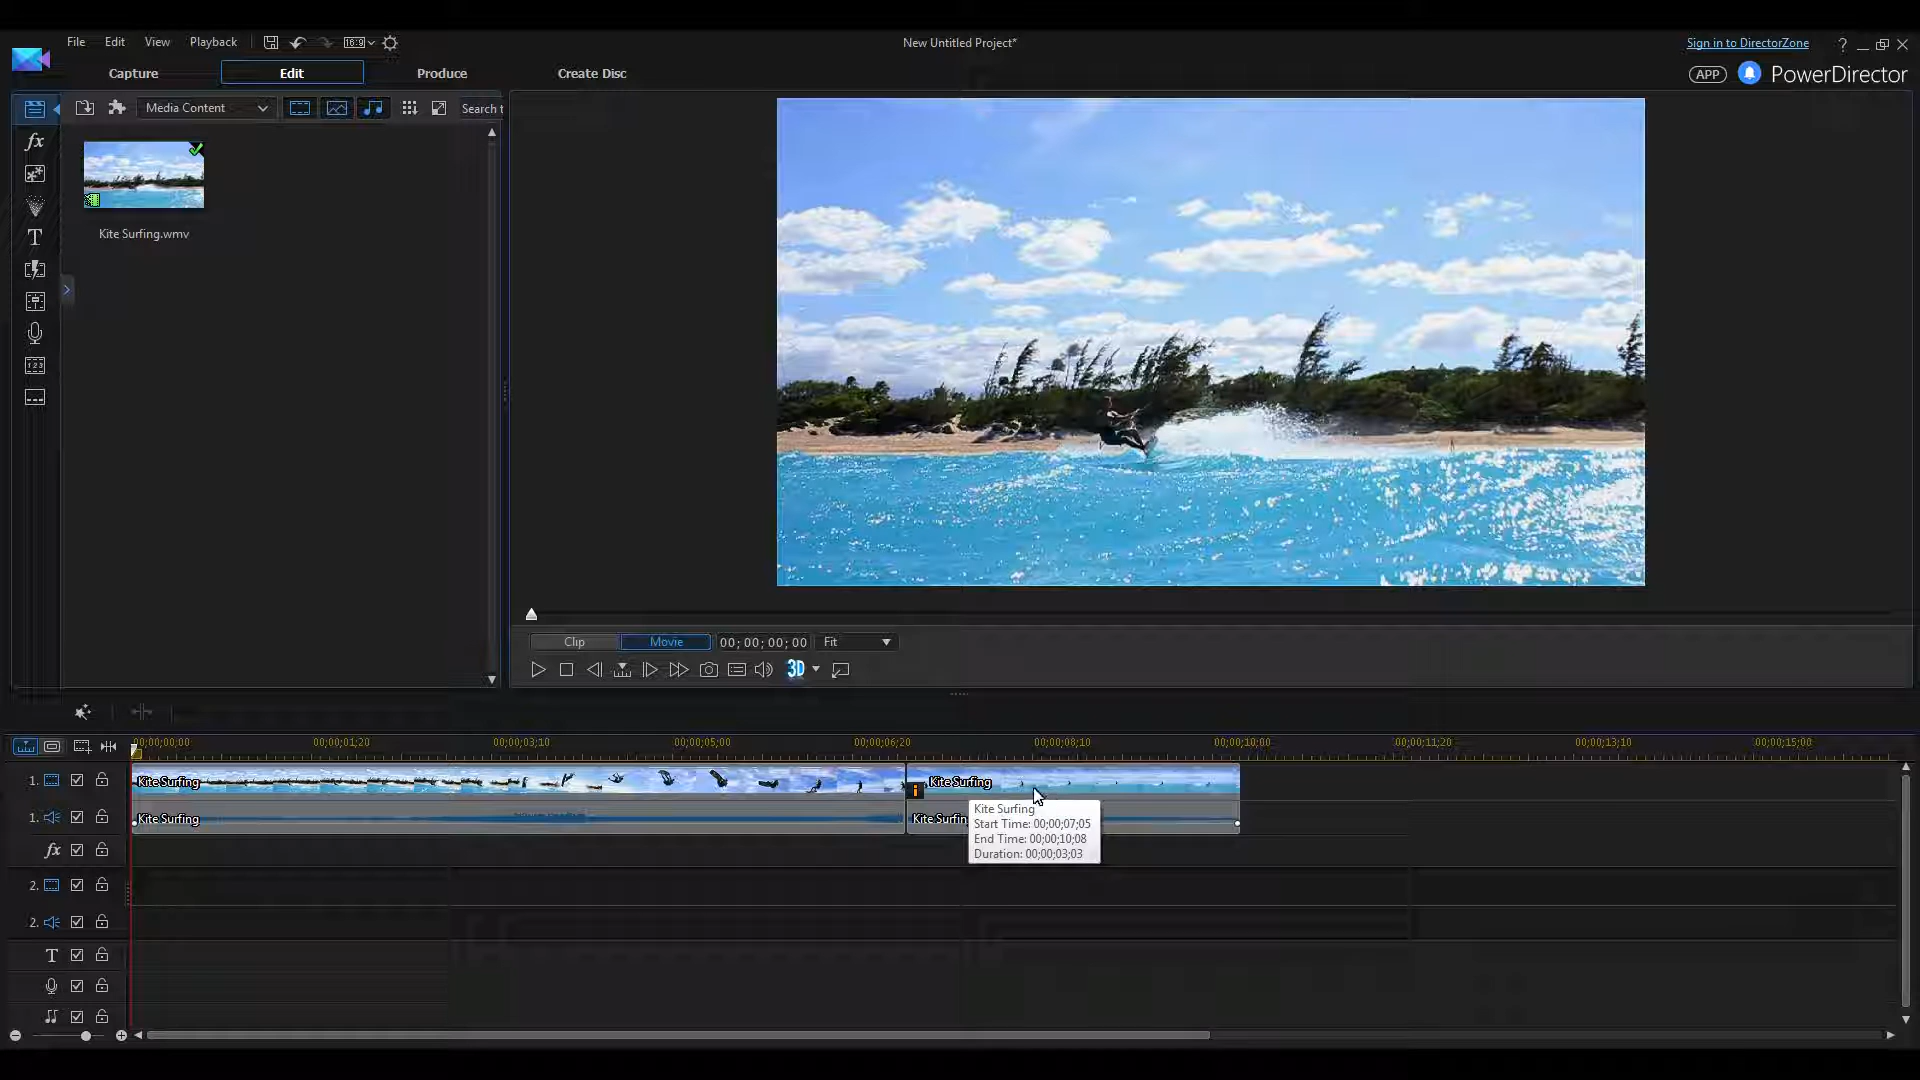 File Edit View Playback 16:9 New Untitled Project* Sign in to DirectorZone ?
Capture Edit Produce Create Disc APP PowerDirector
Media Content Search t
fx
T
Kite Surfing.wmv
Clip Movie 00; 00; 00; 00 Fit
3D
00;00;00;00 00;00;01;20 00;00;03;10 00;00;05;00 00;00;06;20 00;00;08;10 00;00;10;00 00;00;11;20 00;00;13;10 00;00;15;00
1. Kite Surfing i Kite Surfing
1. Kite Surfing Kite Surfin
Kite Surfing
Start Time: 00;00;07;05
End Time: 00;00;10;08
Duration: 00;00;03;03
fx
2.
2.
T